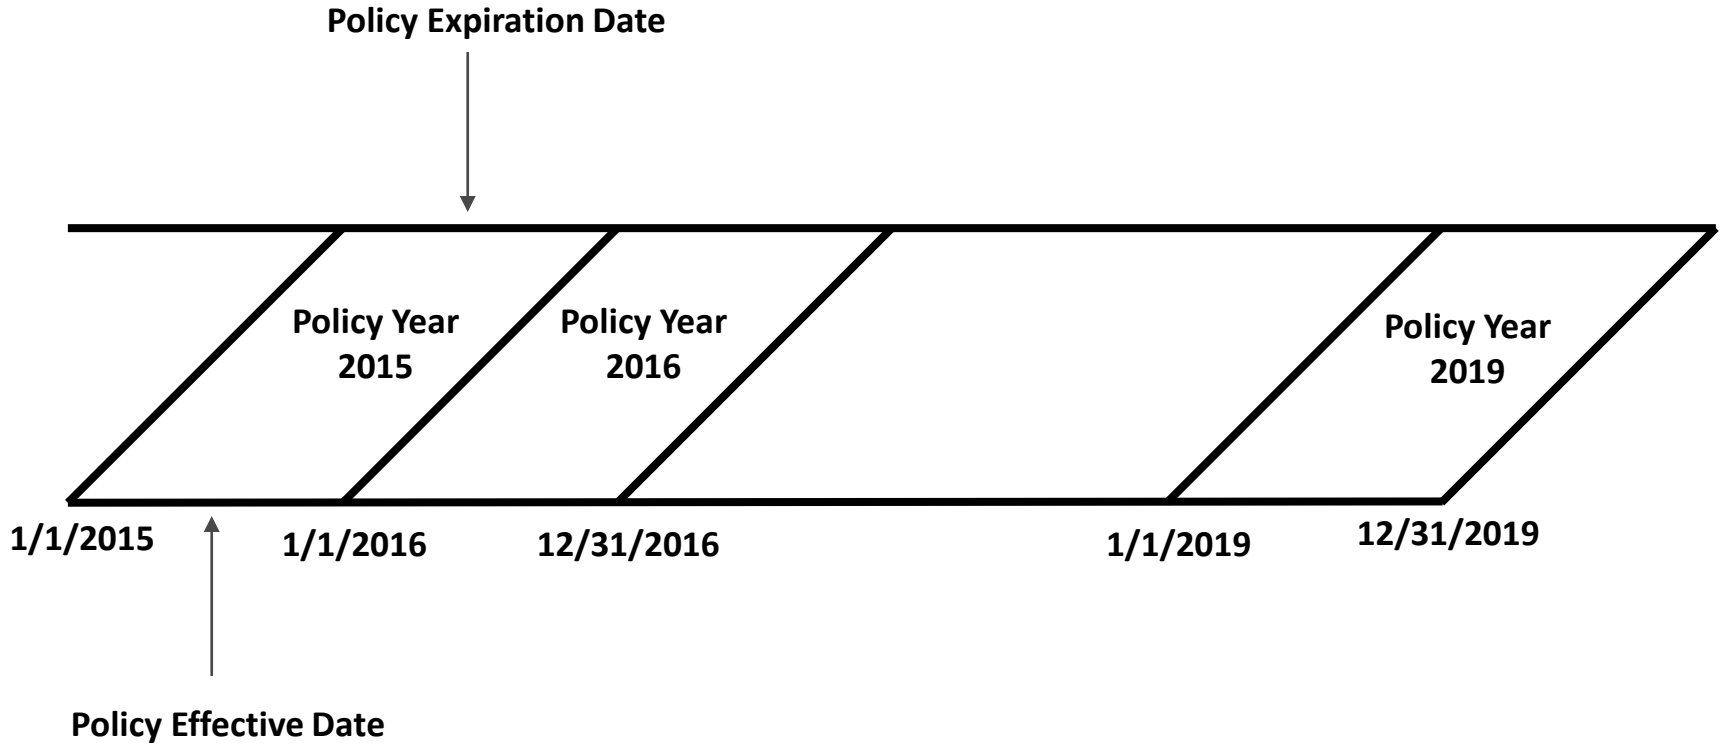 Policy Expiration Date
Policy Year
2015
Policy Year
2016
Policy Year
2019
1/1/2015
1/1/2016
12/31/2016
1/1/2019
12/31/2019
Policy Effective Date